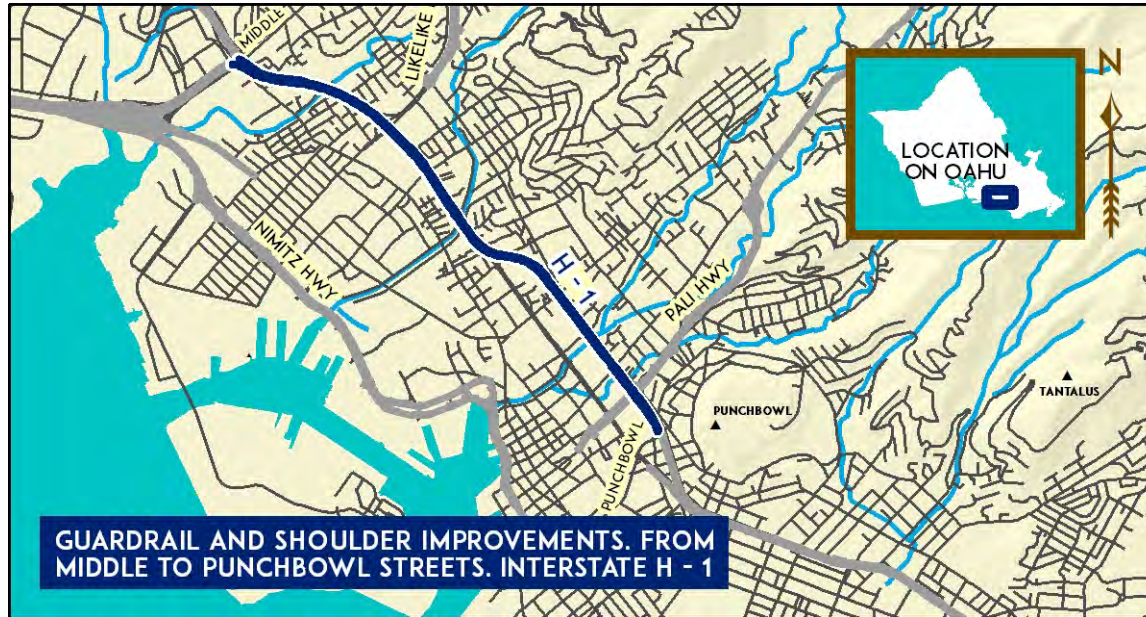 MIDDLE
LIKELIKE
N
LOCATION
ON OAHU
NIMITZ HWY
H - 1
PALI HWY
TANTALUS
PUNCHBOWL
PUNCHBOWL
GUARDRAIL AND SHOULDER IMPROVEMENTS. FROM
MIDDLE TO PUNCHBOWL STREETS. INTERSTATE H - 1